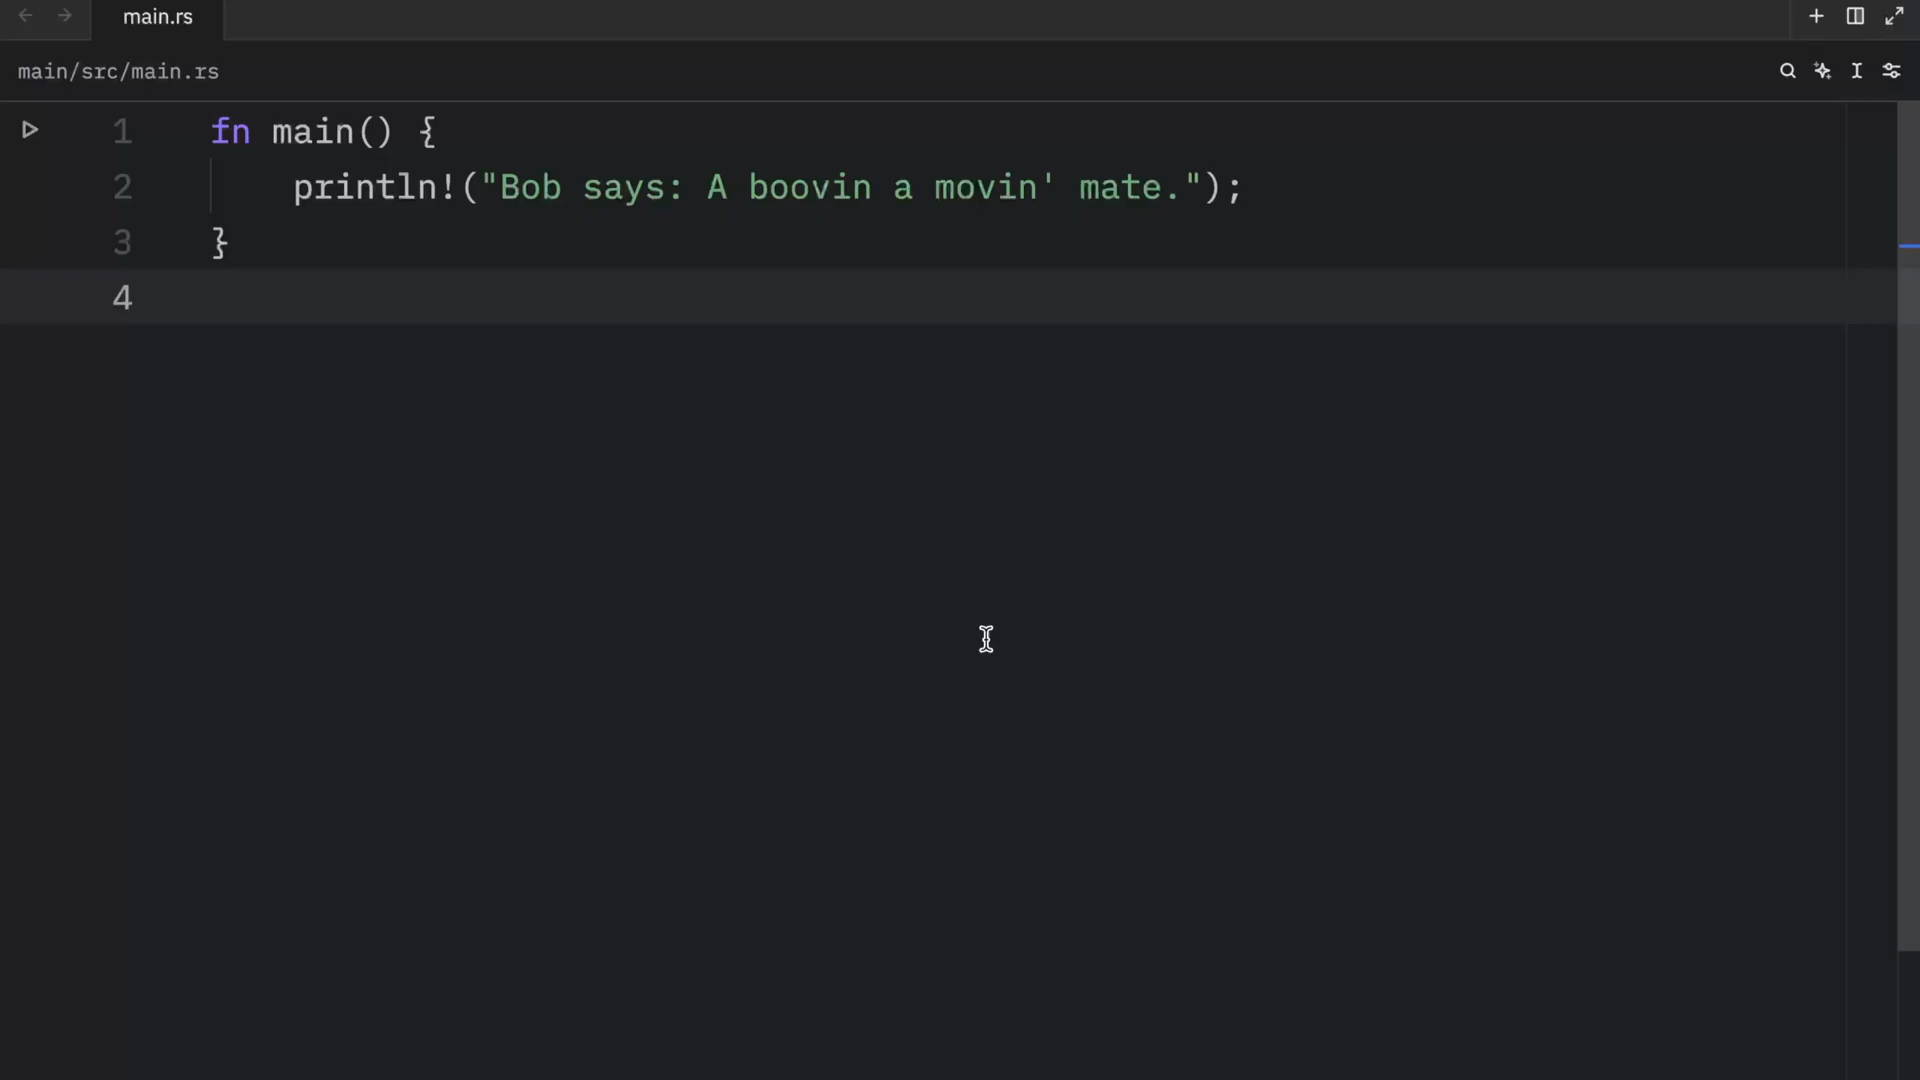 main.rs
main/src/main.rs
1 fn main() {
2 println!("Bob says: A boovin a movin' mate.");
3 }
4